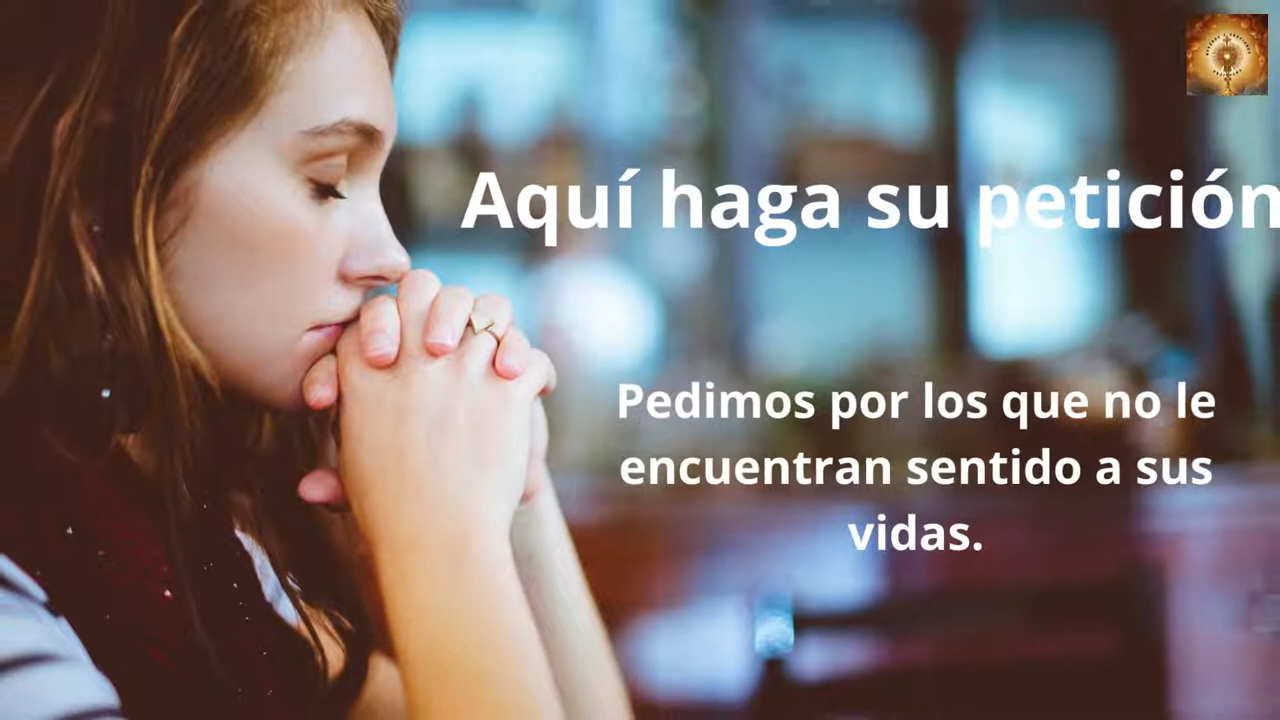 Aquí haga su petición
Pedimos por los que no le
encuentran sentido a sus
vidas.